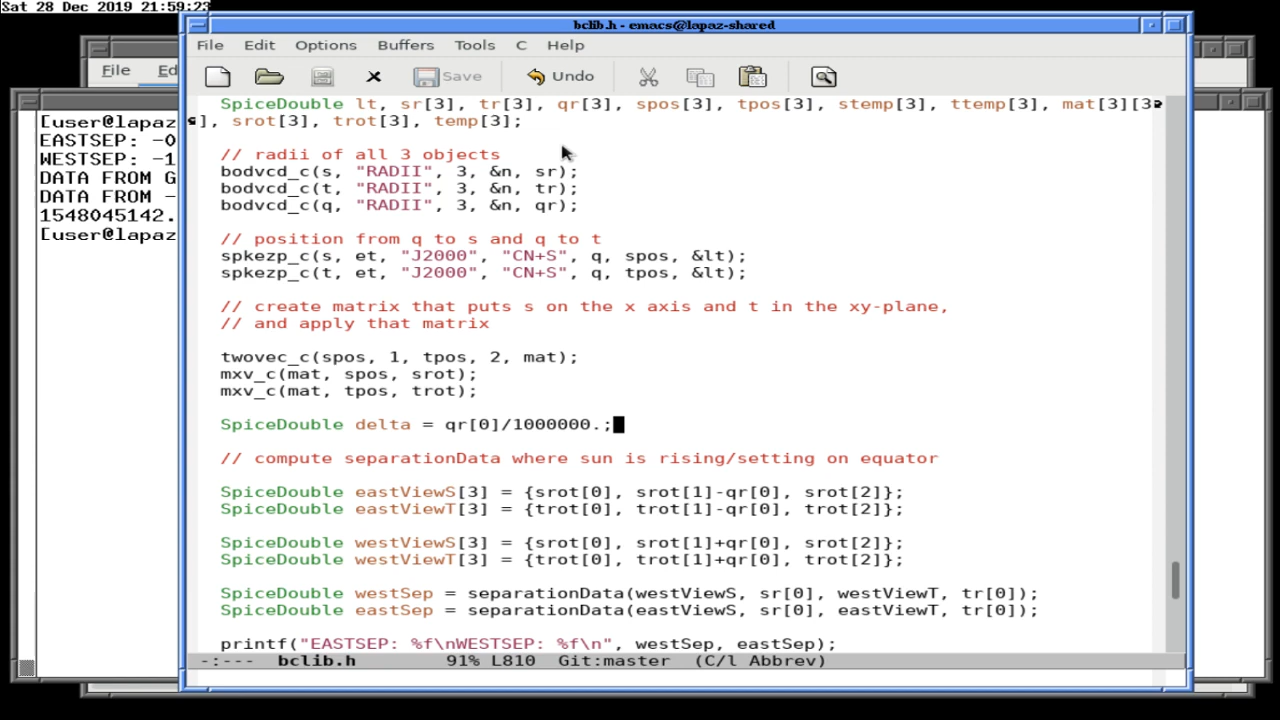 Sat 28 Dec 2019 21:59:23
bclib.h - emacs@lapaz-shared
File Edit Options Buffers Tools C Help
File Ed
Save Undo
[user@lapaz
EASTSEP: -0
WESTSEP: -1
DATA FROM G
DATA FROM -
1548045142.
[user@lapaz
SpiceDouble lt, sr[3], tr[3], qr[3], spos[3], tpos[3], stemp[3], ttemp[3], mat[3][3
], srot[3], trot[3], temp[3];
// radii of all 3 objects
bodvcd_c(s, "RADII", 3, &n, sr);
bodvcd_c(t, "RADII", 3, &n, tr);
bodvcd_c(q, "RADII", 3, &n, qr);
// position from q to s and q to t
spkezp_c(s, et, "J2000", "CN+S", q, spos, &lt);
spkezp_c(t, et, "J2000", "CN+S", q, tpos, &lt);
// create matrix that puts s on the x axis and t in the xy-plane,
// and apply that matrix
twovec_c(spos, 1, tpos, 2, mat);
mxv_c(mat, spos, srot);
mxv_c(mat, tpos, trot);
SpiceDouble delta = qr[0]/1000000.;
// compute separationData where sun is rising/setting on equator
SpiceDouble eastViewS[3] = {srot[0], srot[1]-qr[0], srot[2]};
SpiceDouble eastViewT[3] = {trot[0], trot[1]-qr[0], trot[2]};
SpiceDouble westViewS[3] = {srot[0], srot[1]+qr[0], srot[2]};
SpiceDouble westViewT[3] = {trot[0], trot[1]+qr[0], trot[2]};
SpiceDouble westSep = separationData(westViewS, sr[0], westViewT, tr[0]);
SpiceDouble eastSep = separationData(eastViewS, sr[0], eastViewT, tr[0]);
printf("EASTSEP: %f\nWESTSEP: %f\n", westSep, eastSep);
-:--- bclib.h 91% L810 Git:master (C/l Abbrev)